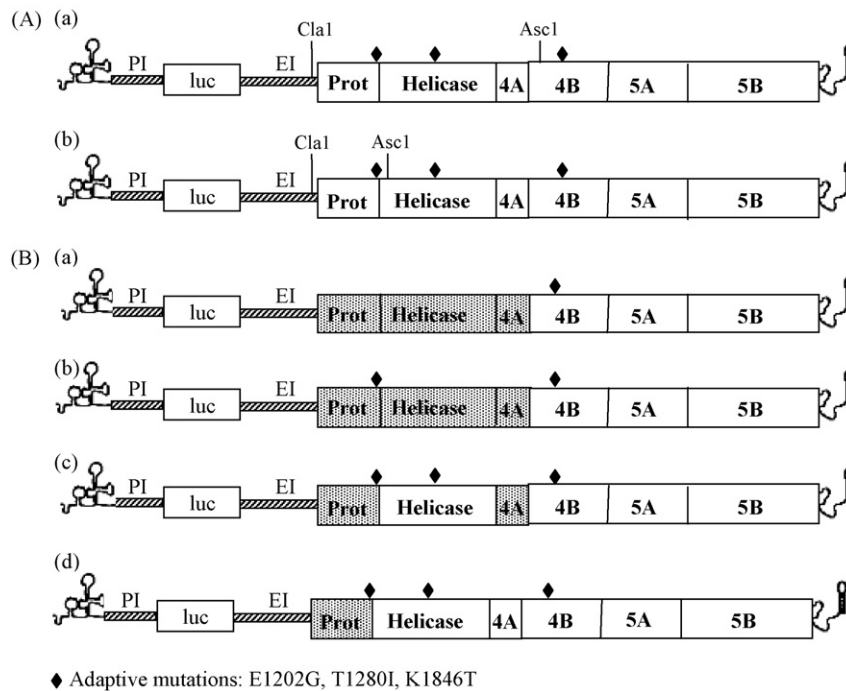 (A) (a)
Cla1 Asc1
PI luc EI Prot Helicase 4A 4B 5A 5B
(b)
Cla1 Asc1
PI luc EI Prot Helicase 4A 4B 5A 5B
(B) (a)
PI luc EI Prot Helicase 4A 4B 5A 5B
(b)
PI luc EI Prot Helicase 4A 4B 5A 5B
(c)
PI luc EI Prot Helicase 4A 4B 5A 5B
(d)
PI luc EI Prot Helicase 4A 4B 5A 5B
♦ Adaptive mutations: E1202G, T1280I, K1846T